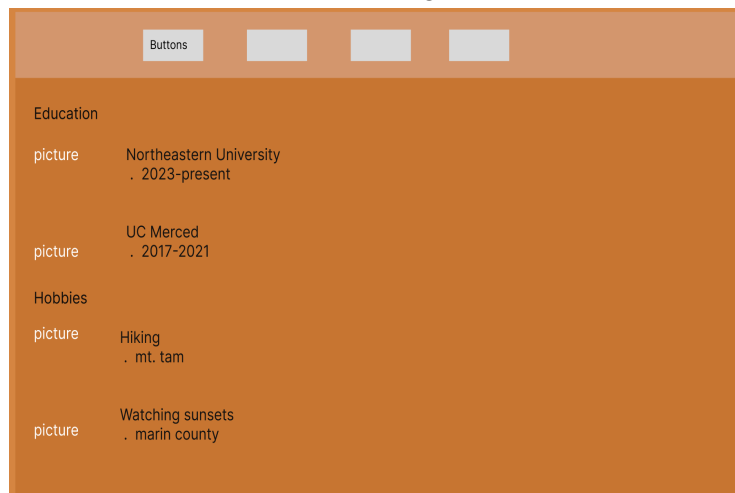 Buttons
Education
picture
Northeastern University
. 2023-present
UC Merced
picture
. 2017-2021
Hobbies
picture
Hiking
. mt. tam
Watching sunsets
picture
. marin county